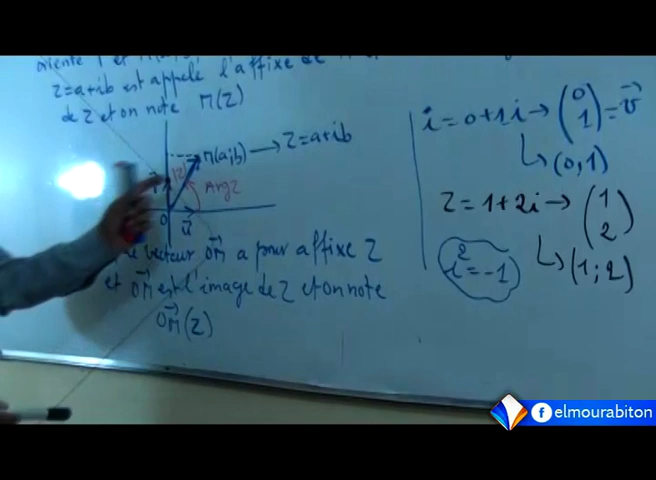 orienté
Z=a+ib est appelé l'affixe de
de Z et on note M(Z)
M(a;b) → Z=a+ib
|Z|
Arg Z
O
u
le vecteur OM a pour affixe Z
et OM est l'image de Z et on note
OM(Z)
i = 0+1i → (0 1) = v
↳ (0,1)
Z = 1+2i → (1 2)
↳ (1;2)
i² = -1
elmourabiton